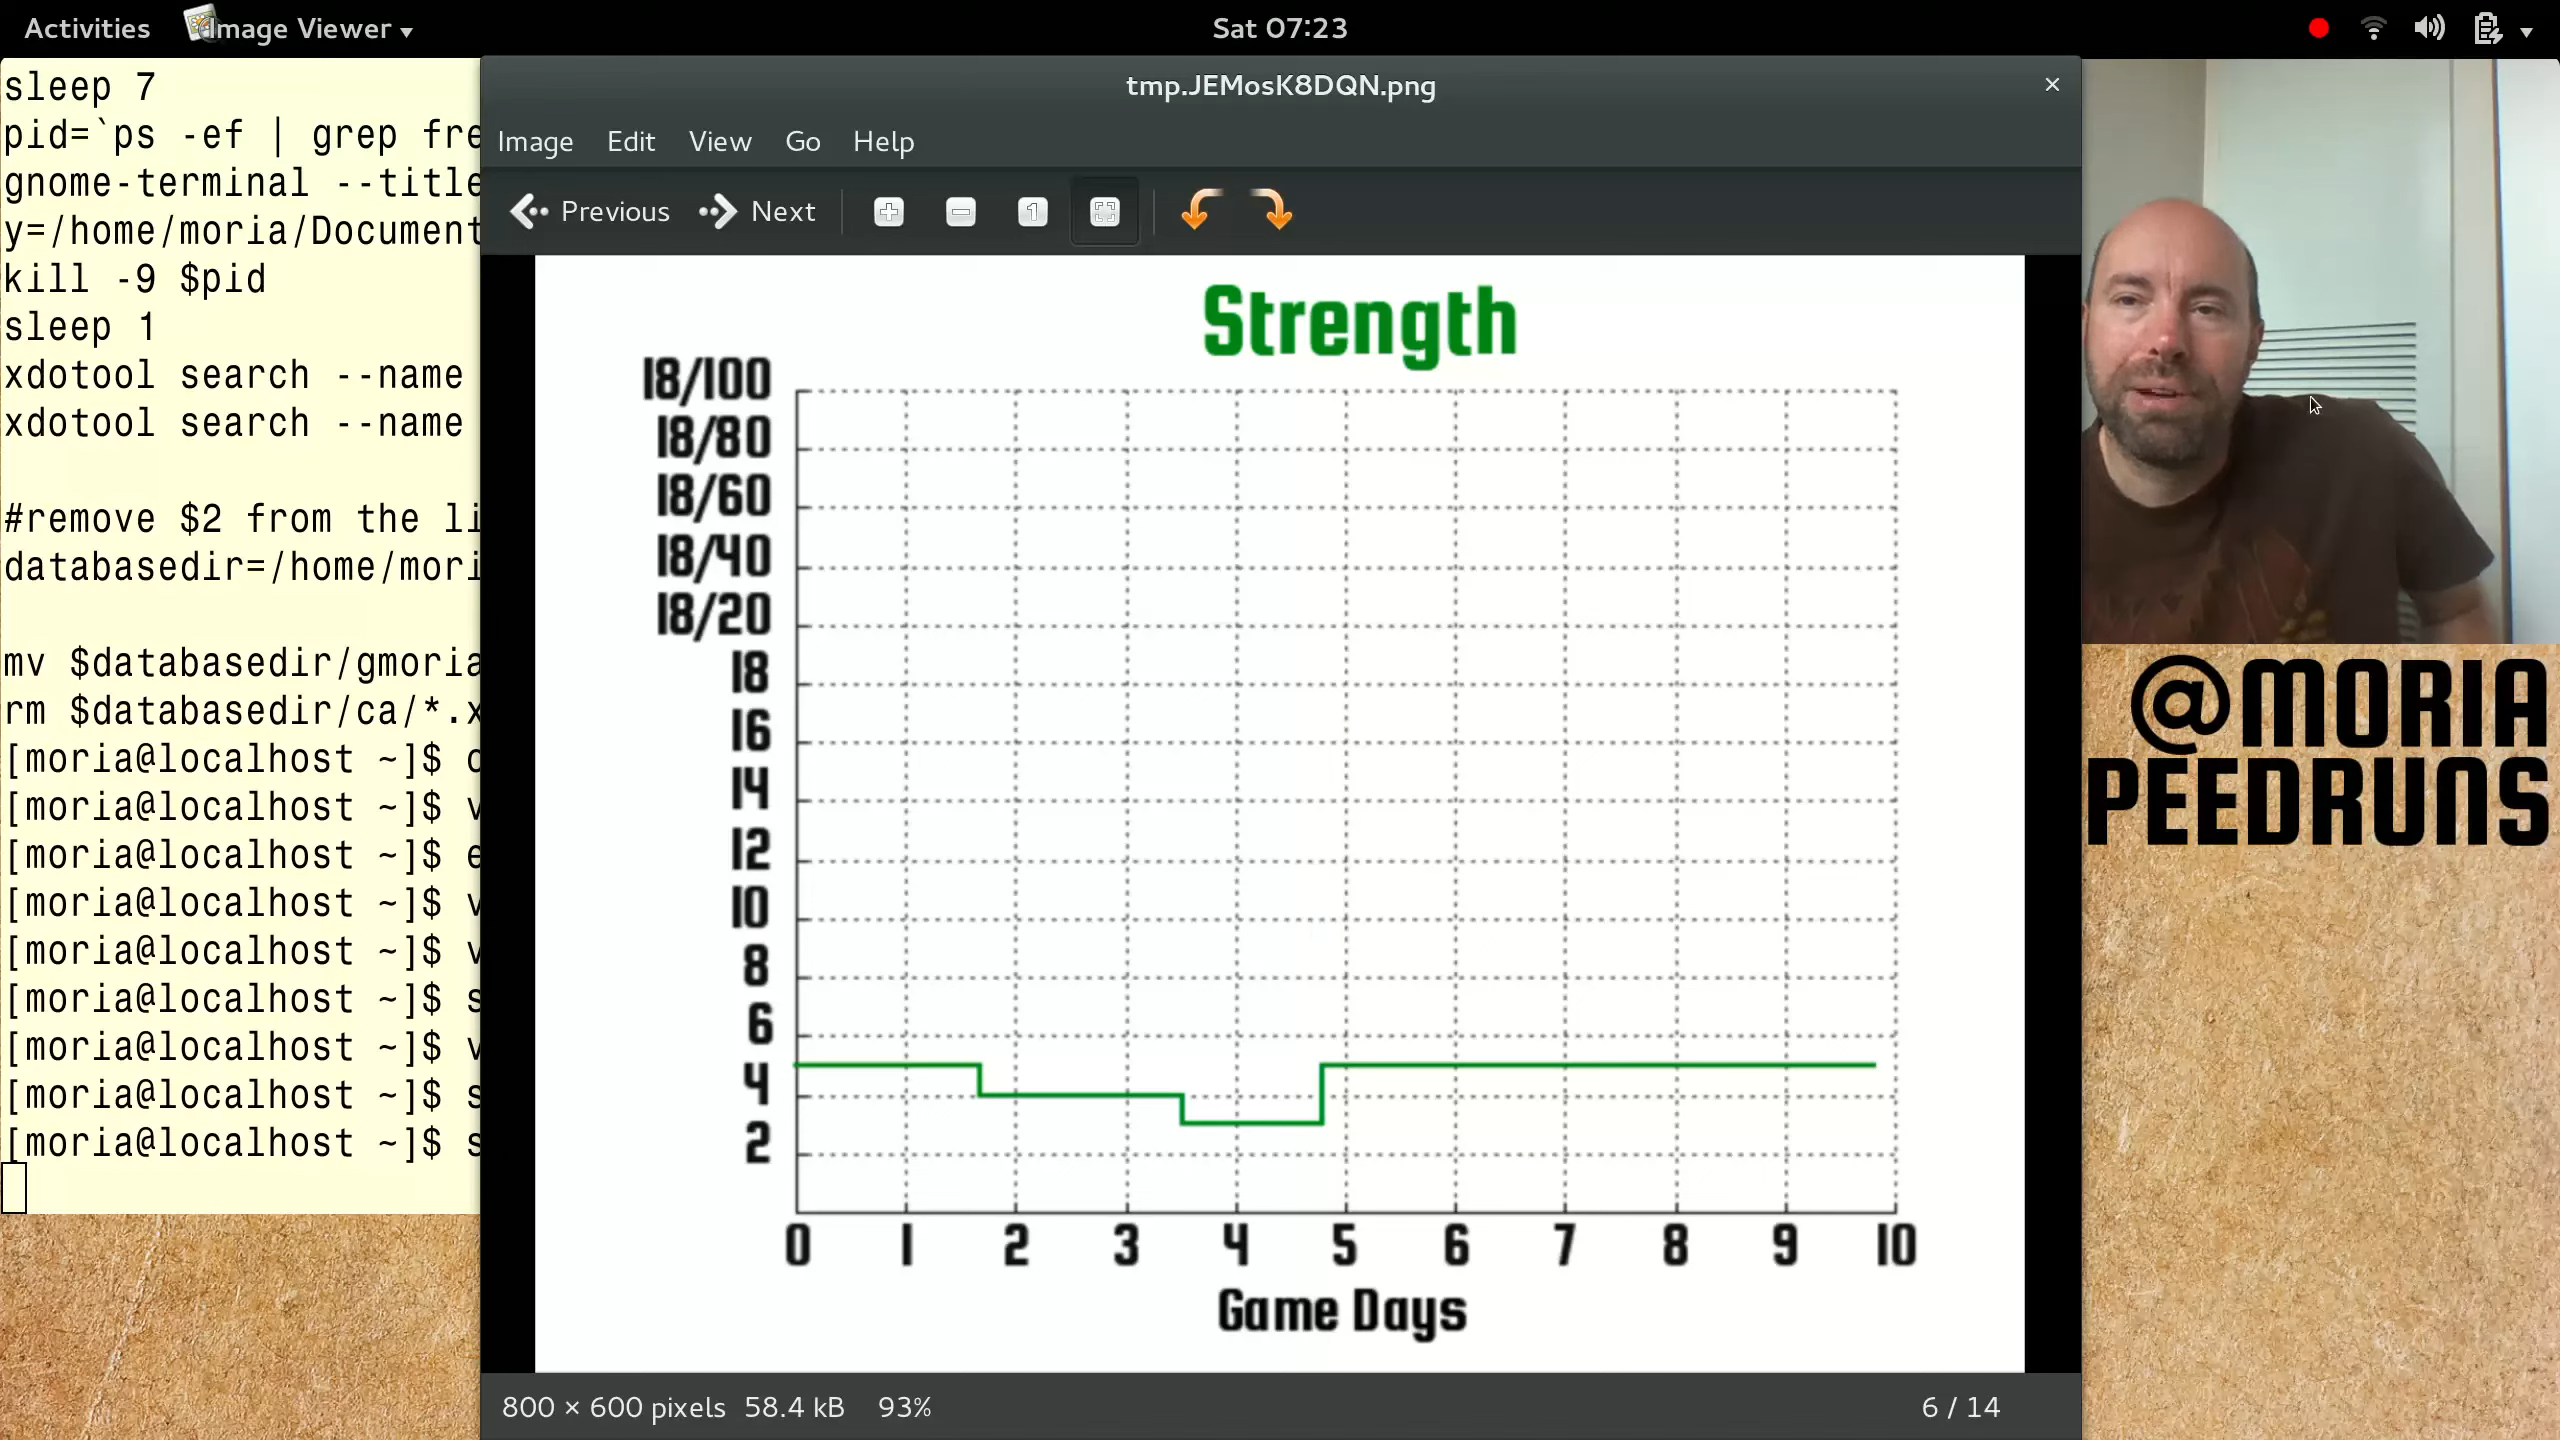 Activities
Image Viewer
Sat 07:23
sleep 7
pid=`ps -ef | grep fre
gnome-terminal --title
y=/home/moria/Document
kill -9 $pid
sleep 1
xdotool search --name
xdotool search --name
#remove $2 from the li
databasedir=/home/mori
mv $databasedir/gmoria
rm $databasedir/ca/*.x
[moria@localhost ~]$ c
[moria@localhost ~]$ v
[moria@localhost ~]$ e
[moria@localhost ~]$ v
[moria@localhost ~]$ v
[moria@localhost ~]$ s
[moria@localhost ~]$ v
[moria@localhost ~]$ s
[moria@localhost ~]$ s
tmp.JEMosK8DQN.png
Image Edit View Go Help
Previous Next
Strength
18/100
18/80
18/60
18/40
18/20
18
16
14
12
10
8
6
4
2
0 1 2 3 4 5 6 7 8 9 10
Game Days
800 × 600 pixels 58.4 kB 93%
6 / 14
@MORIA
PEEDRUNS